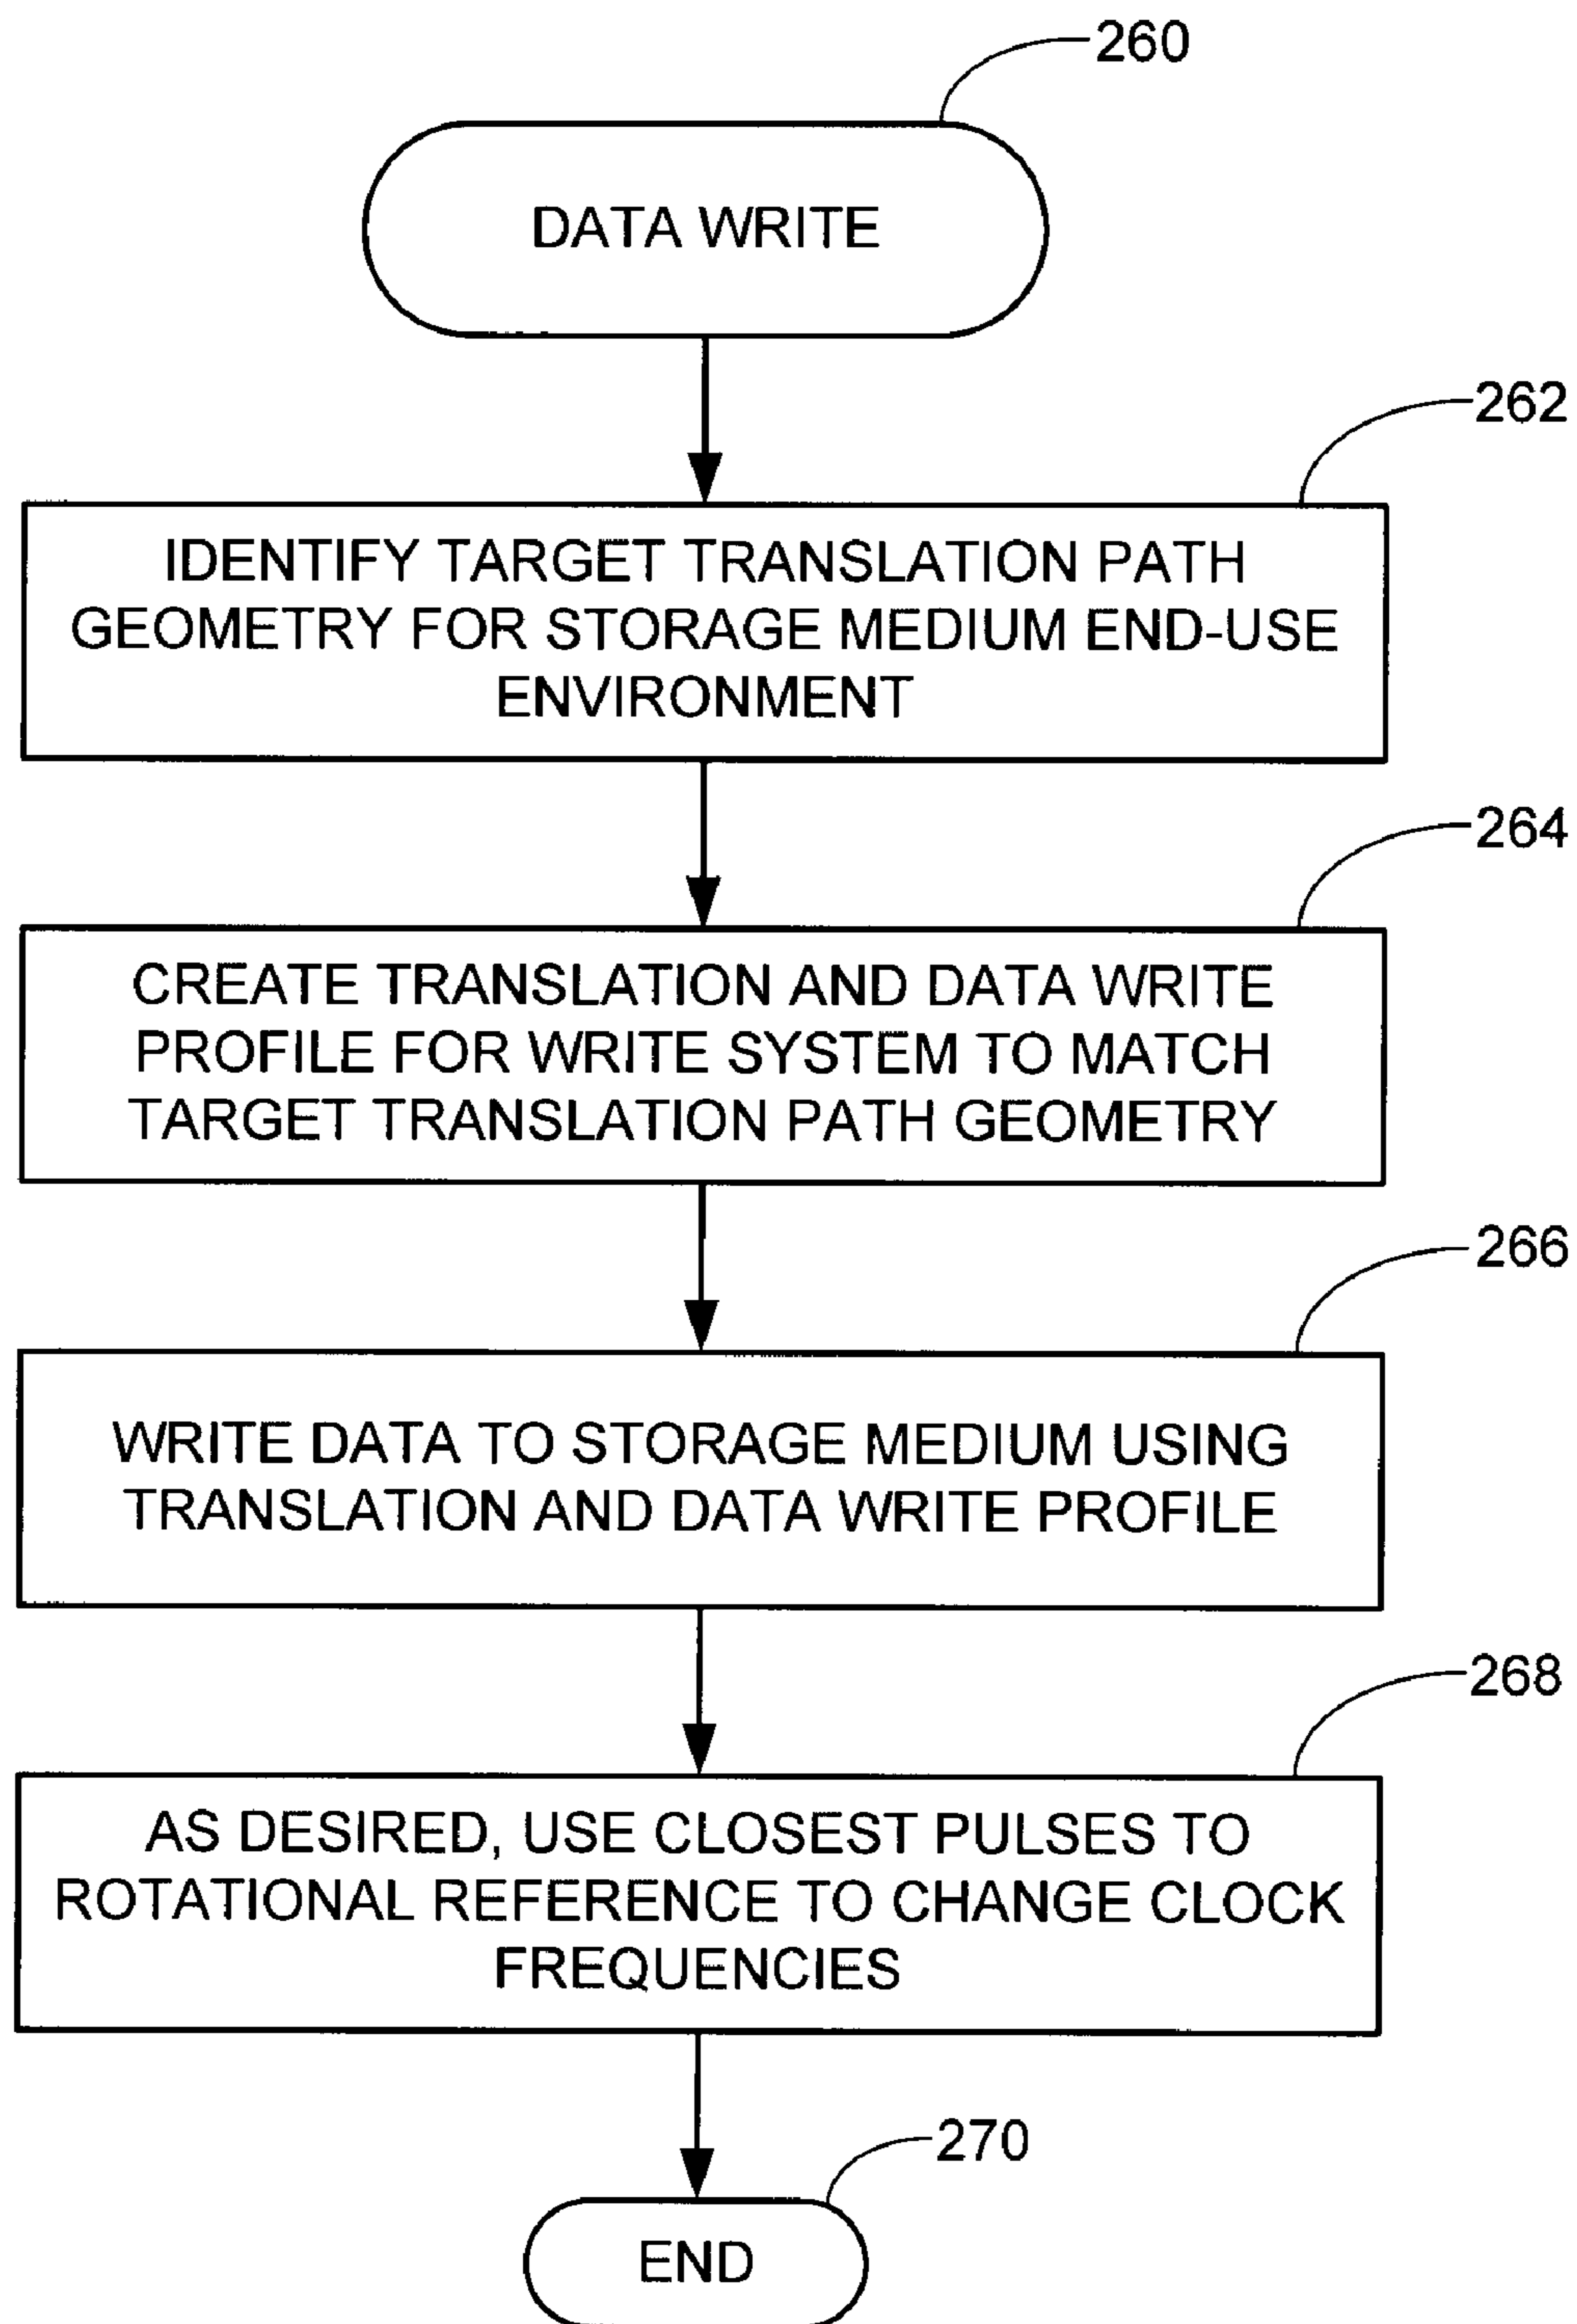 260
DATA WRITE
262
IDENTIFY TARGET TRANSLATION PATH
GEOMETRY FOR STORAGE MEDIUM END-USE
ENVIRONMENT
264
CREATE TRANSLATION AND DATA WRITE
PROFILE FOR WRITE SYSTEM TO MATCH
TARGET TRANSLATION PATH GEOMETRY
266
WRITE DATA TO STORAGE MEDIUM USING
TRANSLATION AND DATA WRITE PROFILE
268
AS DESIRED, USE CLOSEST PULSES TO
ROTATIONAL REFERENCE TO CHANGE CLOCK
FREQUENCIES
270
END